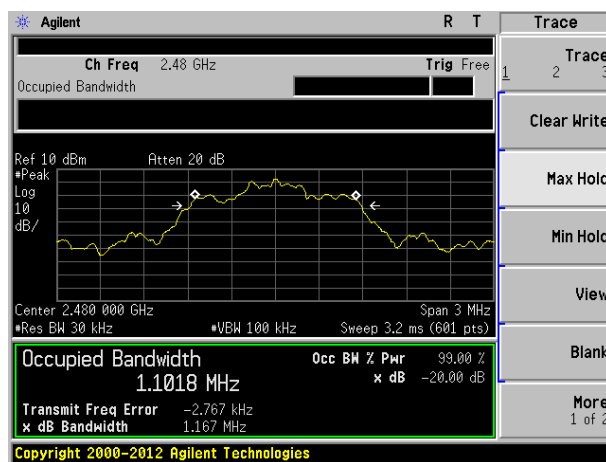 Agilent R T Trace
Ch Freq 2.48 GHz Trig Free
Occupied Bandwidth
Trace
1 2 3
Clear Write
Max Hold
Min Hold
View
Blank
More
1 of 2
Ref 10 dBm Atten 20 dB
#Peak
Log
10
dB/
Center 2.480 000 GHz Span 3 MHz
#Res BW 30 kHz #VBW 100 kHz Sweep 3.2 ms (601 pts)
Occupied Bandwidth Occ BW % Pwr 99.00 %
1.1018 MHz x dB -20.00 dB
Transmit Freq Error -2.767 kHz
x dB Bandwidth 1.167 MHz
Copyright 2000-2012 Agilent Technologies